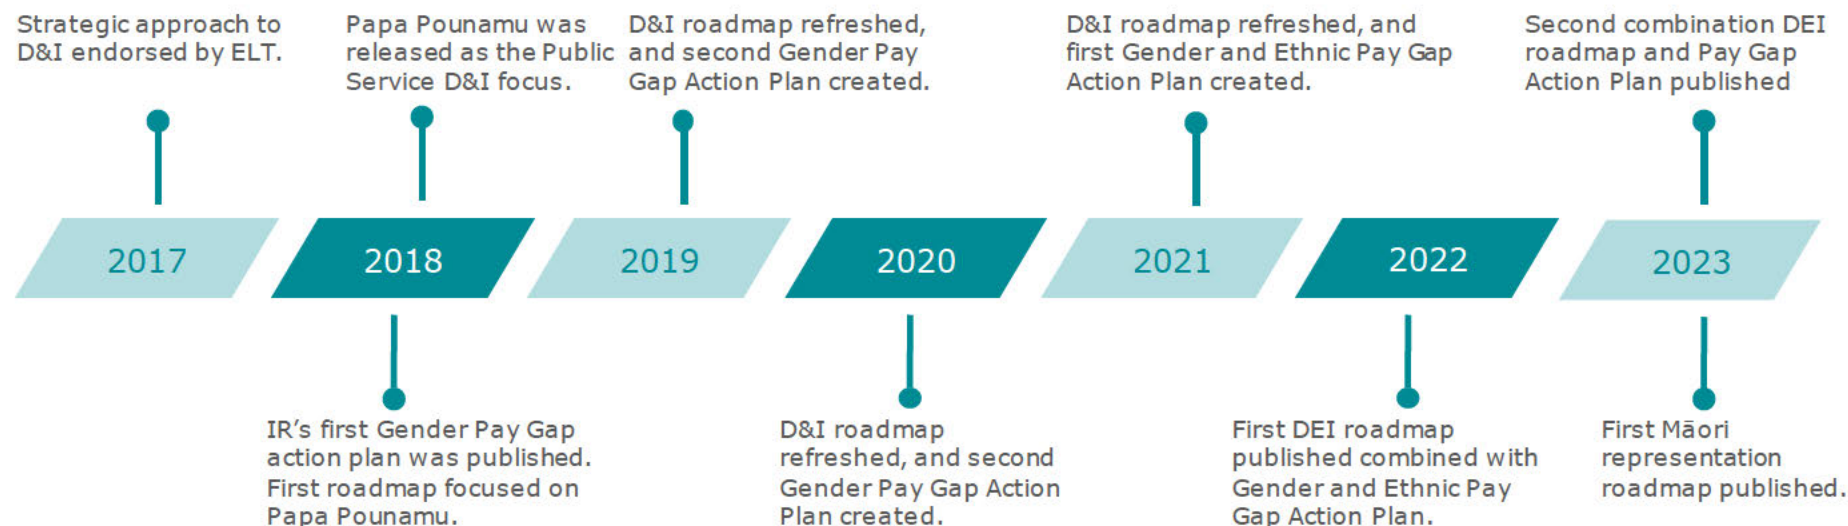 Strategic approach to
D&I endorsed by ELT.
Papa Pounamu was
released as the Public
Service D&I focus.
D&I roadmap refreshed,
and second Gender Pay
Gap Action Plan created.
D&I roadmap refreshed, and
first Gender and Ethnic Pay Gap
Action Plan created.
Second combination DEI
roadmap and Pay Gap
Action Plan published
2017
2018
2019
2020
2021
2022
2023
IR's first Gender Pay Gap
action plan was published.
First roadmap focused on
Papa Pounamu.
D&I roadmap
refreshed, and second
Gender Pay Gap Action
Plan created.
First DEI roadmap
published combined with
Gender and Ethnic Pay
Gap Action Plan.
First Māori
representation
roadmap published.